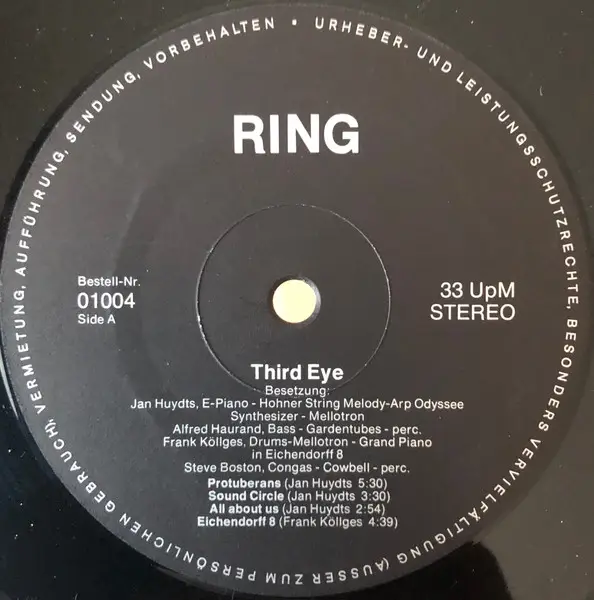 URHEBER- UND LEISTUNGSSCHUTZRECHTE, BESONDERS VERVIELFÄLTIGUNG (AUSSER ZUM PERSÖNLICHEN GEBRAUCH), VERMIETUNG, AUFFÜHRUNG, SENDUNG, VORBEHALTEN •
RING
Bestell-Nr.
01004
Side A
33 UpM
STEREO
Third Eye
Besetzung:
Jan Huydts, E-Piano - Hohner String Melody-Arp Odyssee
Synthesizer - Mellotron
Alfred Haurand, Bass - Gardentubes - perc.
Frank Köllges, Drums-Mellotron - Grand Piano
in Eichendorff 8
Steve Boston, Congas - Cowbell - perc.
Protuberans (Jan Huydts 5:30)
Sound Circle (Jan Huydts 3:30)
All about us (Jan Huydts 2:54)
Eichendorff 8 (Frank Köllges 4:39)